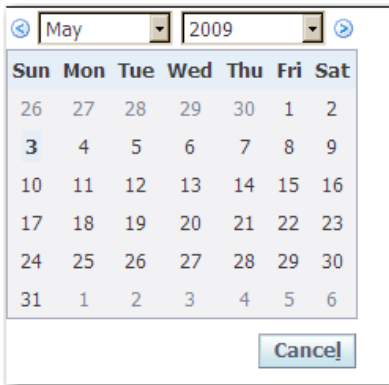 May 2009
Sun Mon Tue Wed Thu Fri Sat
26 27 28 29 30 1 2
3 4 5 6 7 8 9
10 11 12 13 14 15 16
17 18 19 20 21 22 23
24 25 26 27 28 29 30
31 1 2 3 4 5 6
Cancel